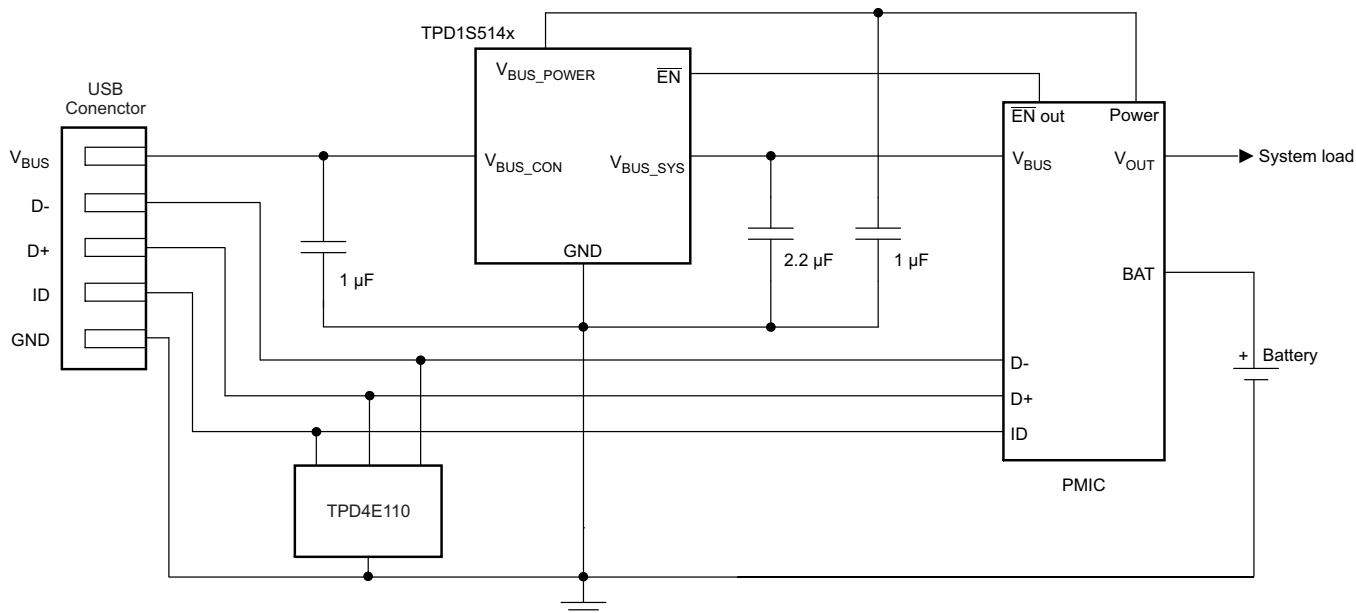 TPD1S514x
USB
Conenctor
VBUS
D-
D+
ID
GND
VBUS_POWER
EN
VBUS_CON
VBUS_SYS
GND
1 µF
2.2 µF
1 µF
EN out
Power
VBUS
VOUT
System load
BAT
D-
D+
ID
PMIC
+
Battery
TPD4E110